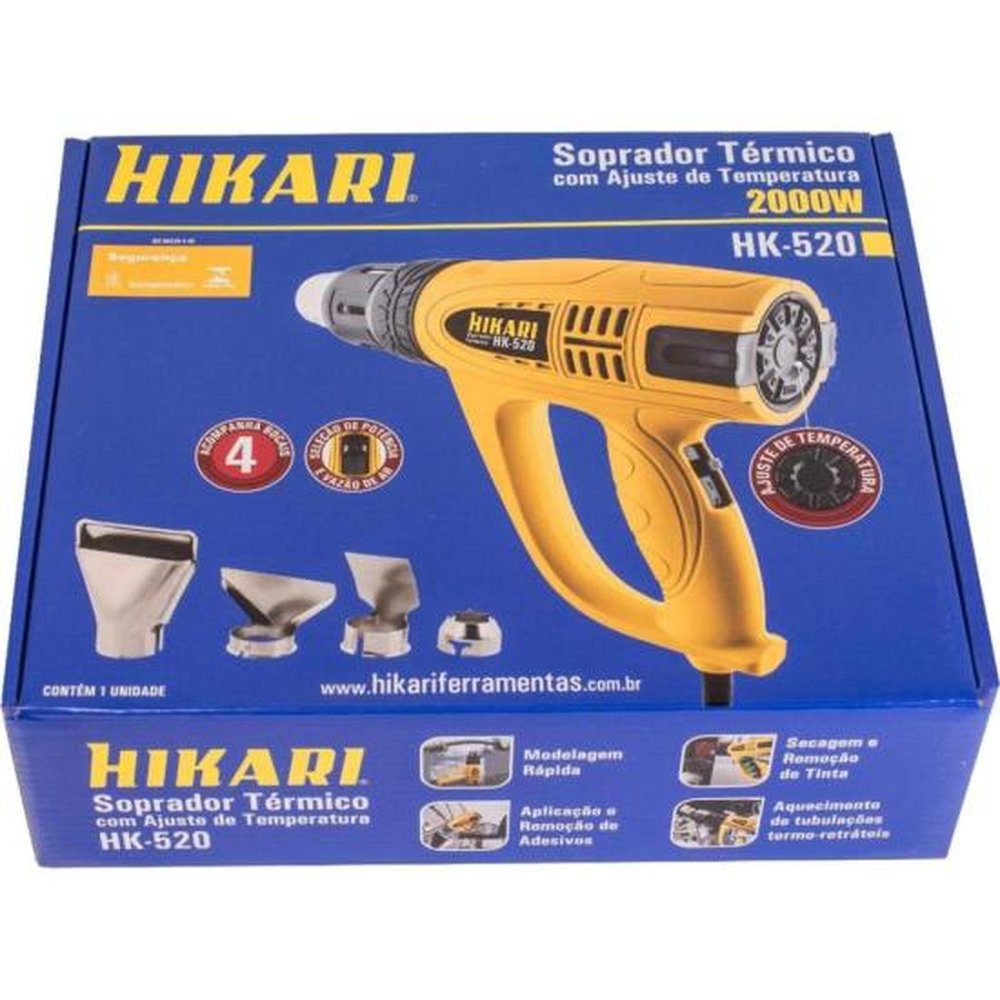 HIKARI®
Soprador Térmico
com Ajuste de Temperatura
2000W
HK-520
Segurança
HIKARI
Soprador
Térmico HK-520
ACOMPANHA BOCAIS
4
SELEÇÃO DE POTÊNCIA
E VAZÃO DE AR
AJUSTE DE TEMPERATURA
CONTÉM 1 UNIDADE
www.hikariferramentas.com.br
HIKARI®
Soprador Térmico
com Ajuste de Temperatura
HK-520
Modelagem
Rápida
Aplicação e
Remoção de
Adesivos
Secagem e
Remoção
de Tinta
Aquecimento
de tubulações
termo-retráteis